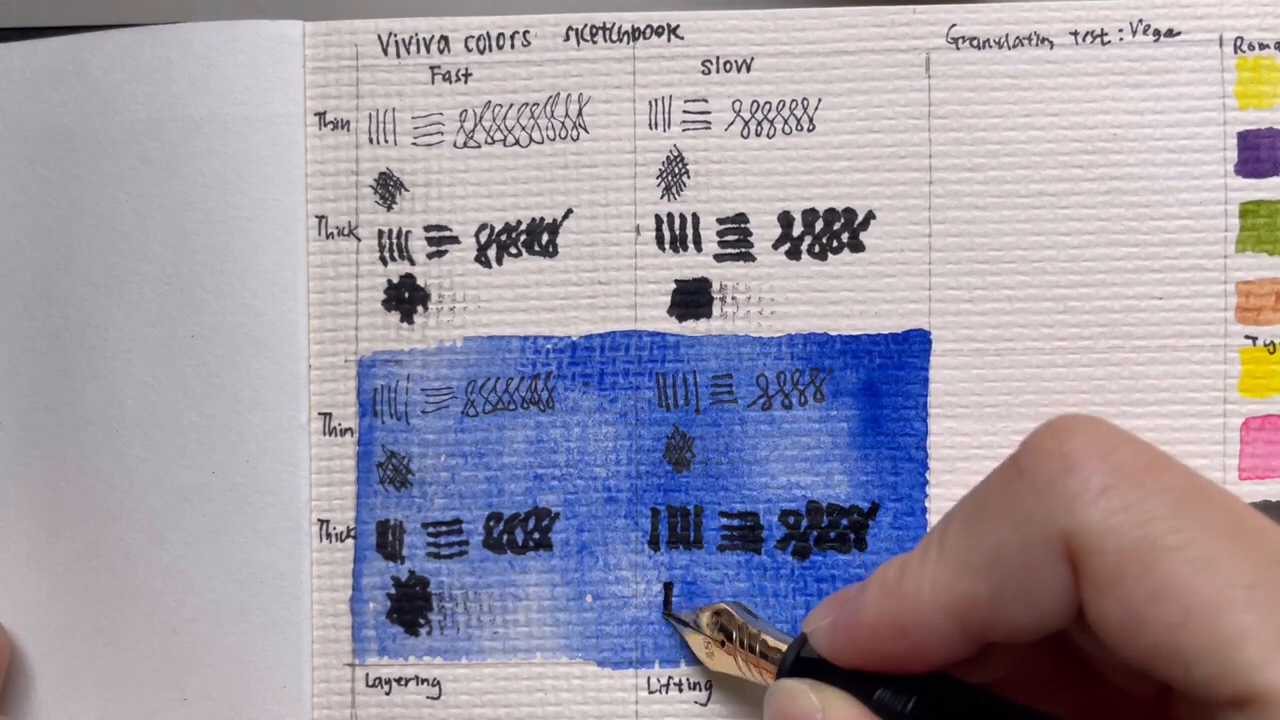 Viviva colors sketchbook
Fast
slow
Granulation test: Vega
Thin
Thick
Thin
Thick
Layering
Lifting